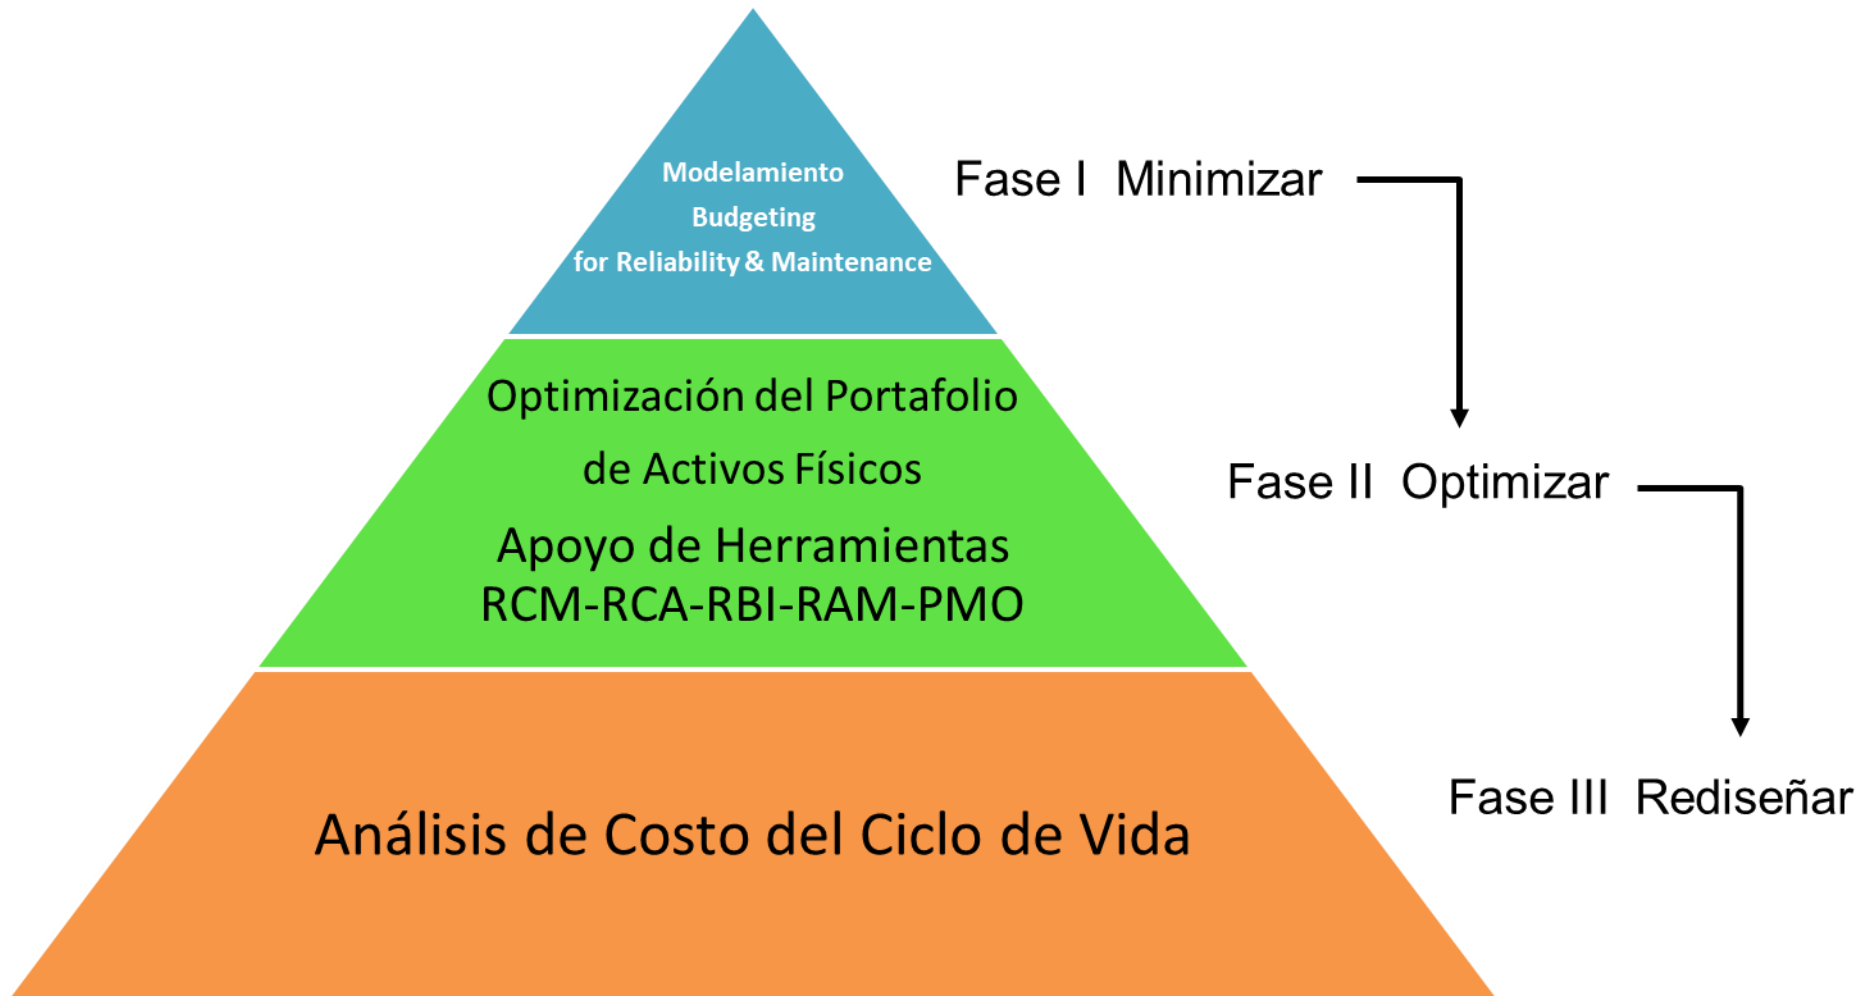 Modelamiento
Budgeting
for Reliability & Maintenance
Fase I Minimizar
Optimización del Portafolio
de Activos Físicos
Apoyo de Herramientas
RCM-RCA-RBI-RAM-PMO
Fase II Optimizar
Análisis de Costo del Ciclo de Vida
Fase III Rediseñar